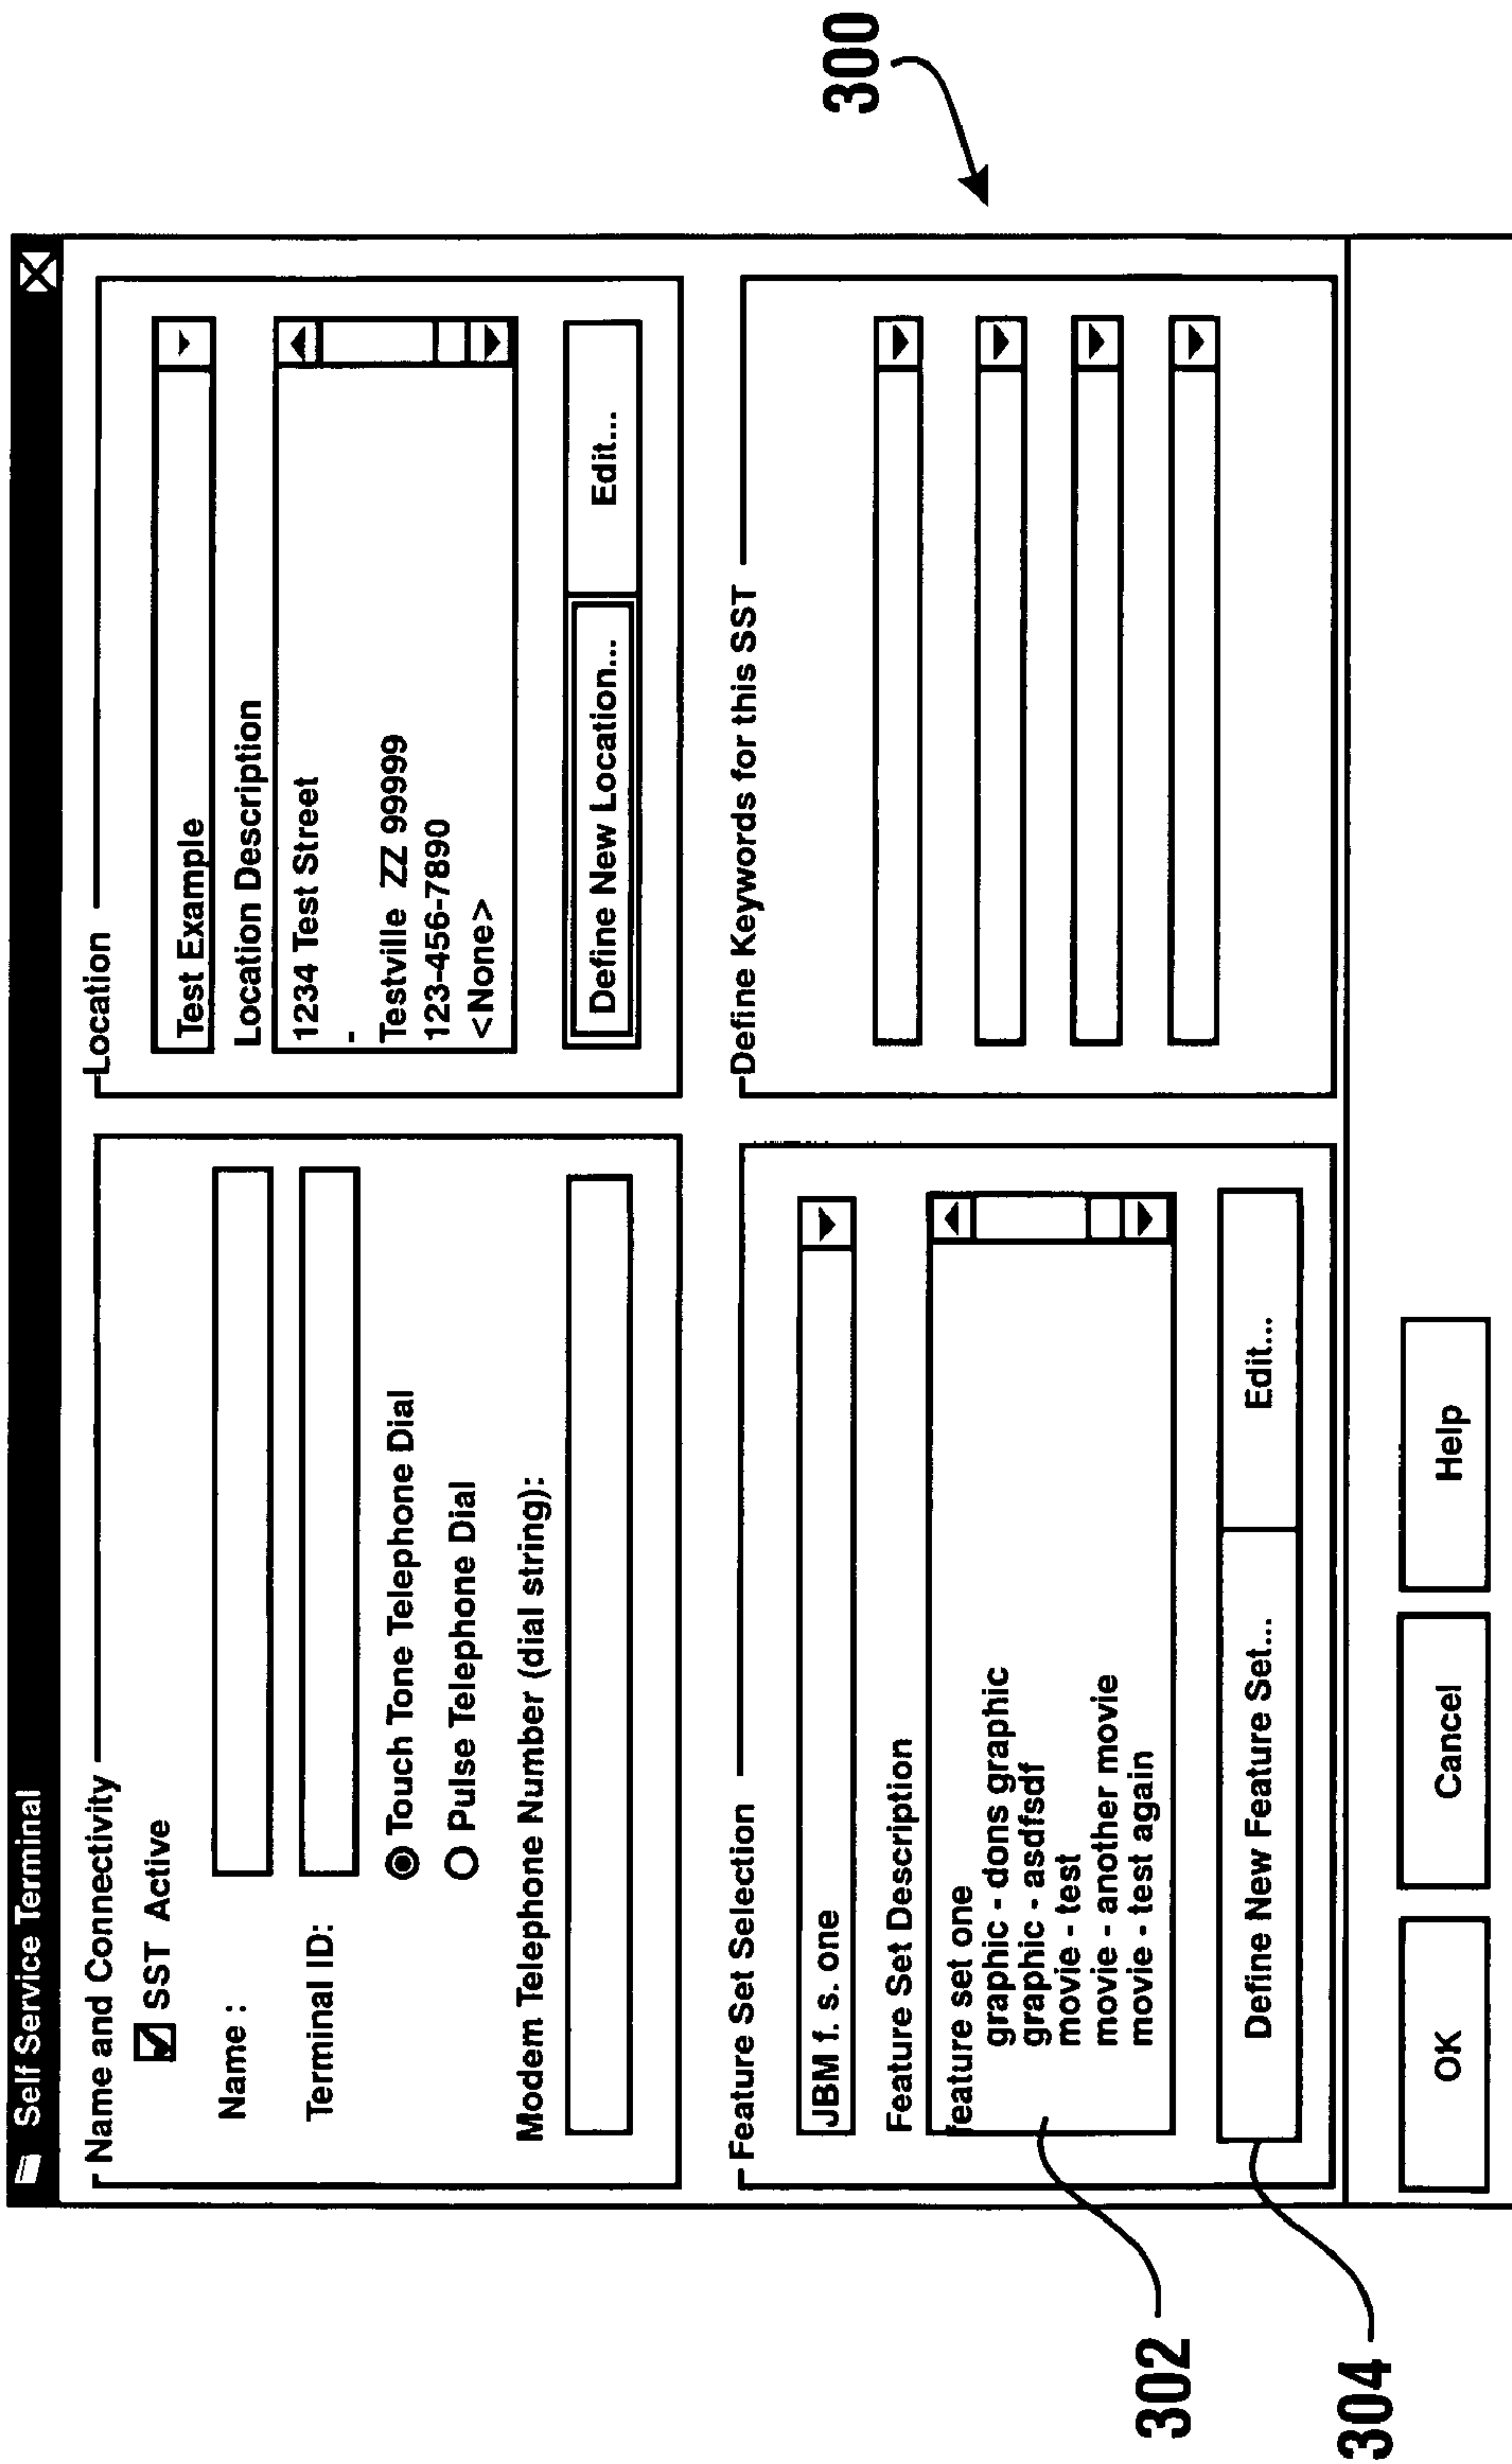 Self Service Terminal
Name and Connectivity
SST Active
Name :
Terminal ID:
Touch Tone Telephone Dial
Pulse Telephone Dial
Modem Telephone Number (dial string):
Location
Test Example
Location Description
1234 Test Street
-
Testville ZZ 99999
123-456-7890
<None>
Define New Location...
Edit...
Feature Set Selection
JBM f. s. one
Feature Set Description
feature set one
graphic - dons graphic
graphic - asdfsdf
movie - test
movie - another movie
movie - test again
Define New Feature Set...
Edit...
Define Keywords for this SST
OK
Cancel
Help
300
302
304